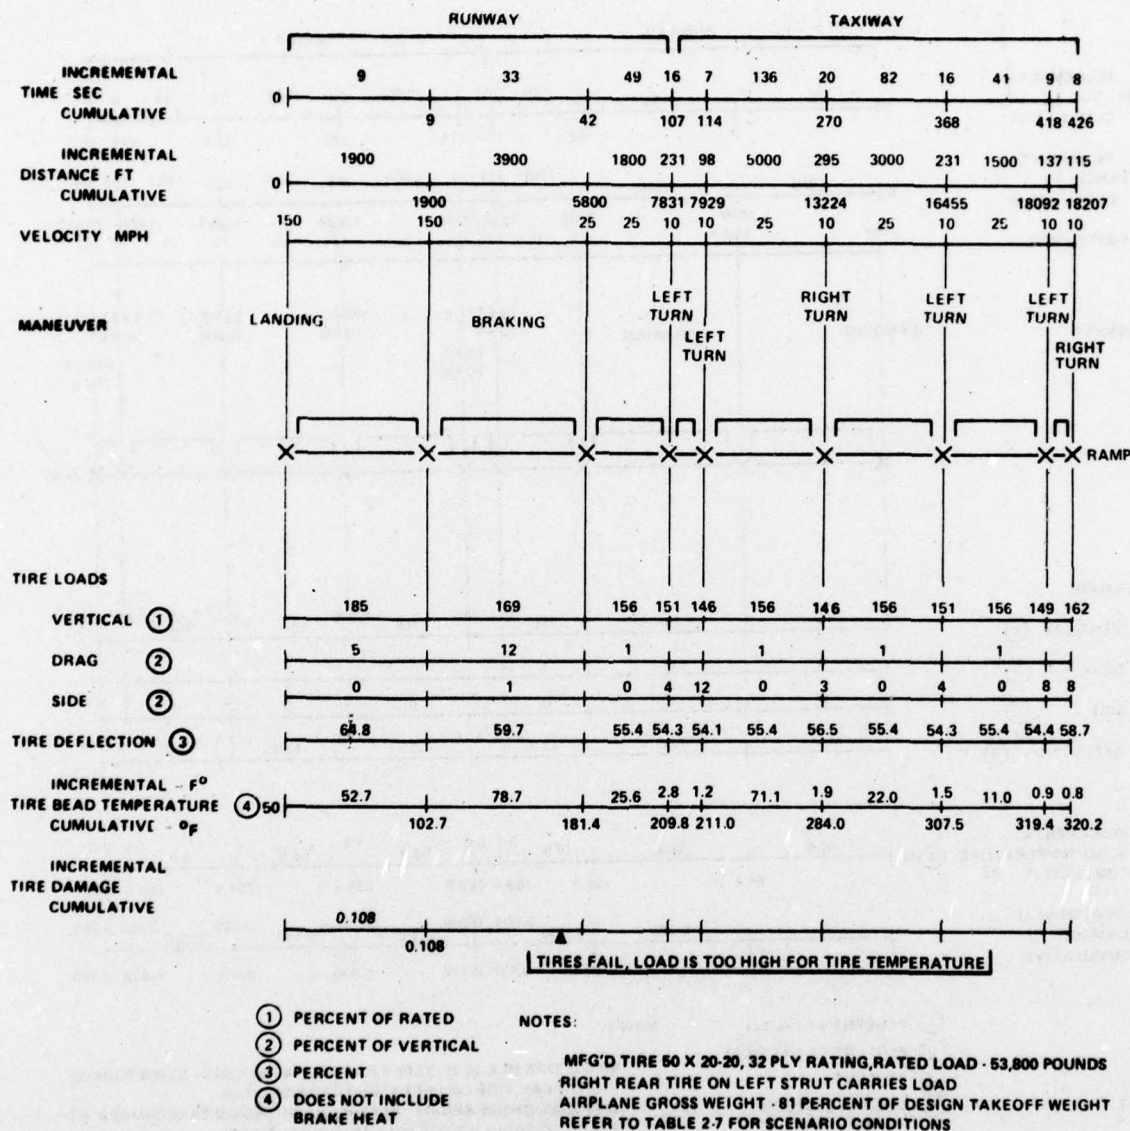 RUNWAY TAXIWAY
INCREMENTAL 9 33 49 16 7 136 20 82 16 41 9 8
TIME SEC 0
CUMULATIVE 9 42 107 114 270 368 418 426
INCREMENTAL 1900 3900 1800 231 98 5000 295 3000 231 1500 137 115
DISTANCE FT 0
CUMULATIVE 1900 5800 7831 7929 13224 16455 18092 18207
VELOCITY MPH 150 150 25 25 10 10 25 10 25 10 25 10 10
MANEUVER LANDING BRAKING LEFT TURN LEFT TURN RIGHT TURN LEFT TURN LEFT TURN RIGHT TURN
RAMP
TIRE LOADS
VERTICAL 1 185 169 156 151 146 156 146 156 151 156 149 162
DRAG 2 5 12 1 1 1 1
SIDE 2 0 1 0 4 12 0 3 0 4 0 8 8
TIRE DEFLECTION 3 64.8 59.7 55.4 54.3 54.1 55.4 56.5 55.4 54.3 55.4 54.4 58.7
INCREMENTAL - F° 52.7 78.7 25.6 2.8 1.2 71.1 1.9 22.0 1.5 11.0 0.9 0.8
TIRE BEAD TEMPERATURE 4 50
CUMULATIVE - °F 102.7 181.4 209.8 211.0 284.0 307.5 319.4 320.2
INCREMENTAL
TIRE DAMAGE
CUMULATIVE
0.108
0.108
TIRES FAIL, LOAD IS TOO HIGH FOR TIRE TEMPERATURE
1 PERCENT OF RATED
2 PERCENT OF VERTICAL
3 PERCENT
4 DOES NOT INCLUDE
BRAKE HEAT
NOTES:
MFG'D TIRE 50 X 20-20, 32 PLY RATING, RATED LOAD - 53,800 POUNDS
RIGHT REAR TIRE ON LEFT STRUT CARRIES LOAD
AIRPLANE GROSS WEIGHT - 81 PERCENT OF DESIGN TAKEOFF WEIGHT
REFER TO TABLE 2-7 FOR SCENARIO CONDITIONS